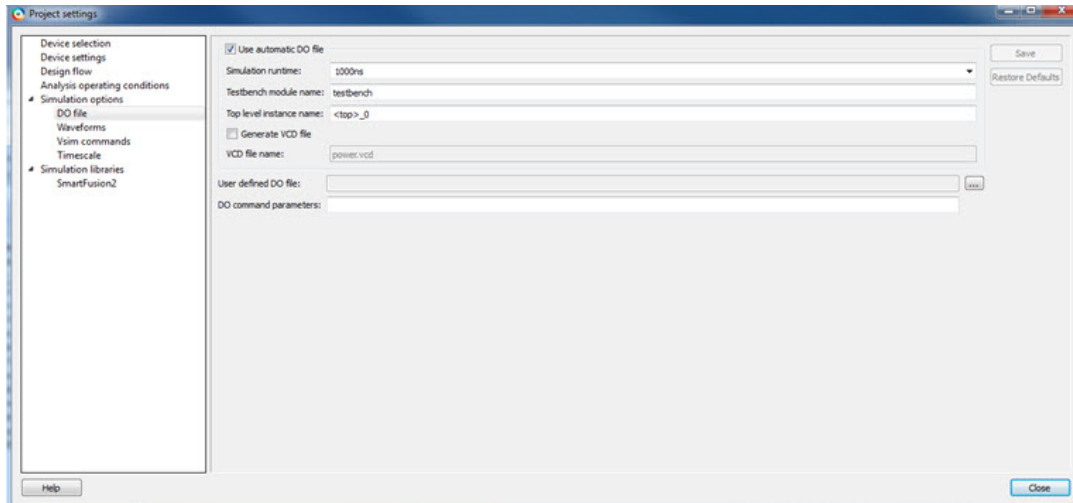 Project settings
Device selection
Device settings
Design flow
Analysis operating conditions
Simulation options
DO file
Waveforms
Vsim commands
Timescale
Simulation libraries
SmartFusion2
Use automatic DO file
Simulation runtime: 1000ns
Testbench module name: testbench
Top level instance name: <top>_0
Generate VCD file
VCD file name: power.vcd
User defined DO file: ...
DO command parameters:
Save
Restore Defaults
Help
Close